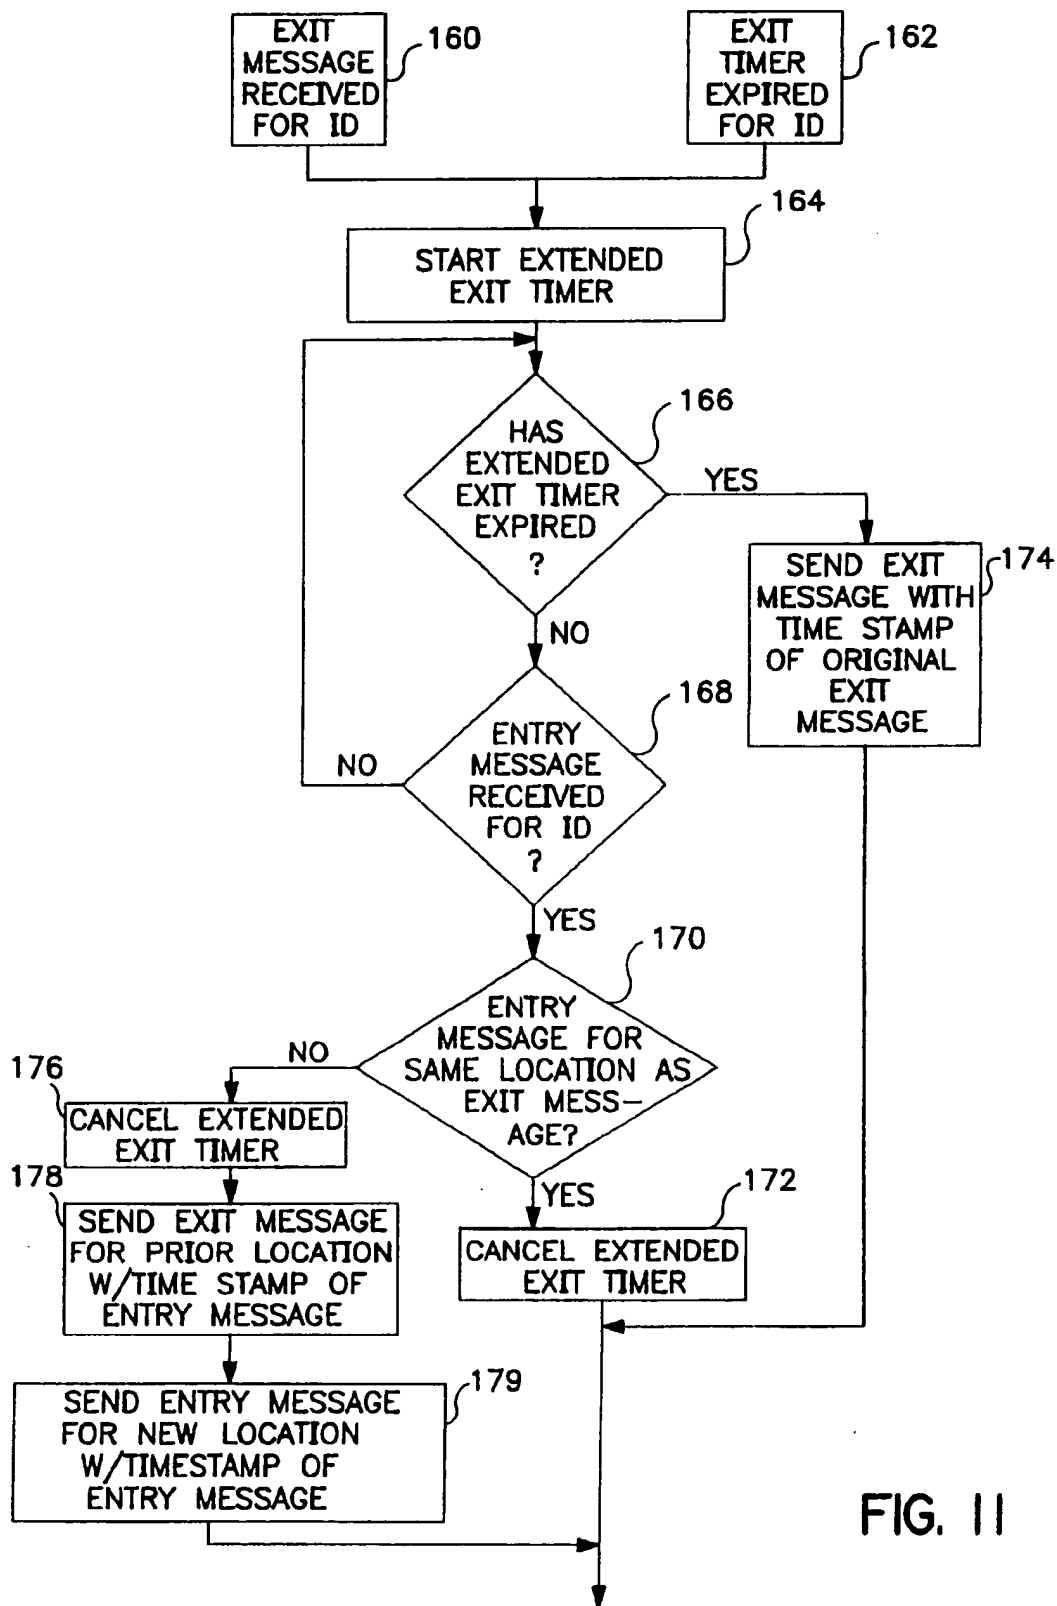 EXIT
MESSAGE
RECEIVED
FOR ID
160
EXIT
TIMER
EXPIRED
FOR ID
162
START EXTENDED
EXIT TIMER
164
HAS
EXTENDED
EXIT TIMER
EXPIRED
?
166
YES
NO
SEND EXIT
MESSAGE WITH
TIME STAMP
OF ORIGINAL
EXIT
MESSAGE
174
ENTRY
MESSAGE
RECEIVED
FOR ID
?
168
NO
YES
ENTRY
MESSAGE FOR
SAME LOCATION AS
EXIT MESS-
AGE?
170
NO
YES
176
CANCEL EXTENDED
EXIT TIMER
172
CANCEL EXTENDED
EXIT TIMER
178
SEND EXIT MESSAGE
FOR PRIOR LOCATION
W/TIME STAMP OF
ENTRY MESSAGE
179
SEND ENTRY MESSAGE
FOR NEW LOCATION
W/TIMESTAMP OF
ENTRY MESSAGE
FIG. 11